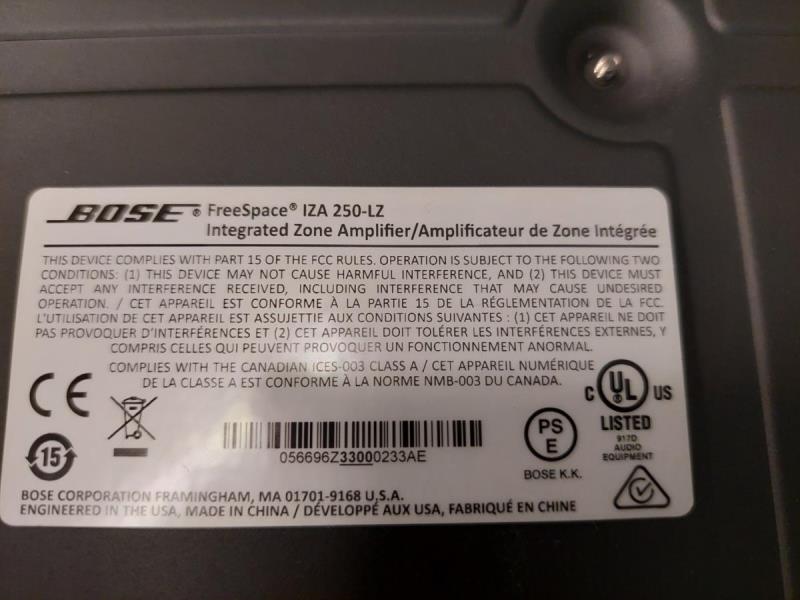 BOSE® FreeSpace® IZA 250-LZ
Integrated Zone Amplifier/Amplificateur de Zone Intégrée
THIS DEVICE COMPLIES WITH PART 15 OF THE FCC RULES. OPERATION IS SUBJECT TO THE FOLLOWING TWO
CONDITIONS: (1) THIS DEVICE MAY NOT CAUSE HARMFUL INTERFERENCE, AND (2) THIS DEVICE MUST
ACCEPT ANY INTERFERENCE RECEIVED, INCLUDING INTERFERENCE THAT MAY CAUSE UNDESIRED
OPERATION. / CET APPAREIL EST CONFORME À LA PARTIE 15 DE LA RÉGLEMENTATION DE LA FCC.
L'UTILISATION DE CET APPAREIL EST ASSUJETTIE AUX CONDITIONS SUIVANTES : (1) CET APPAREIL NE DOIT
PAS PROVOQUER D'INTERFÉRENCES ET (2) CET APPAREIL DOIT TOLÉRER LES INTERFÉRENCES EXTERNES, Y
COMPRIS CELLES QUI PEUVENT PROVOQUER UN FONCTIONNEMENT ANORMAL.
COMPLIES WITH THE CANADIAN ICES-003 CLASS A / CET APPAREIL NUMÉRIQUE
DE LA CLASSE A EST CONFORME À LA NORME NMB-003 DU CANADA.
CE
C UL® US
LISTED
917D
AUDIO
EQUIPMENT
PS
E
BOSE K.K.
15
056696Z33000233AE
BOSE CORPORATION FRAMINGHAM, MA 01701-9168 U.S.A.
ENGINEERED IN THE USA, MADE IN CHINA / DÉVELOPPÉ AUX USA, FABRIQUÉ EN CHINE